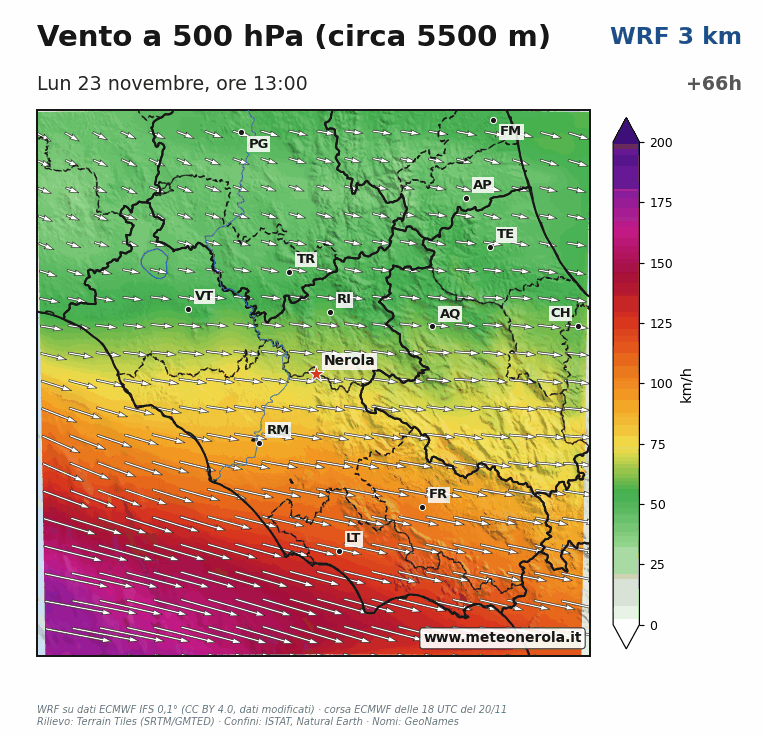 Vento a 500 hPa (circa 5500 m)
WRF 3 km
Lun 23 novembre, ore 13:00
+66h
FM
PG
AP
TE
TR
VT
RI
AQ
CH
Nerola
RM
FR
LT
www.meteonerola.it
200
175
150
125
100
75
50
25
0
km/h
WRF su dati ECMWF IFS 0,1° (CC BY 4.0, dati modificati) · corsa ECMWF delle 18 UTC del 20/11
Rilievo: Terrain Tiles (SRTM/GMTED) · Confini: ISTAT, Natural Earth · Nomi: GeoNames